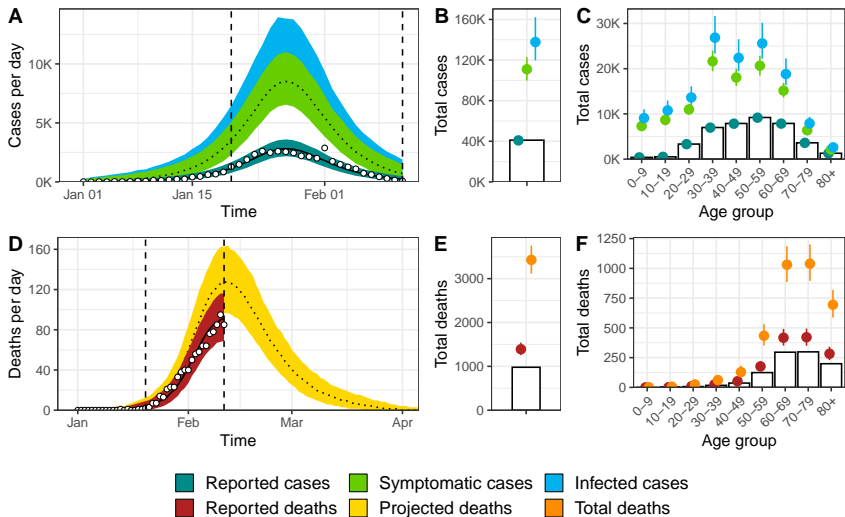 A
Cases per day
10K
5K
0K
Jan 01
Jan 15
Feb 01
Time
B
Total cases
160K
120K
80K
40K
0K
C
Total cases
30K
20K
10K
0K
0−9
10−19
20−29
30−39
40−49
50−59
60−69
70−79
80+
Age group
D
Deaths per day
160
120
80
40
0
Jan
Feb
Mar
Apr
Time
E
Total deaths
3000
2000
1000
0
F
Total deaths
1250
1000
750
500
250
0
0−9
10−19
20−29
30−39
40−49
50−59
60−69
70−79
80+
Age group
Reported cases
Symptomatic cases
Infected cases
Reported deaths
Projected deaths
Total deaths